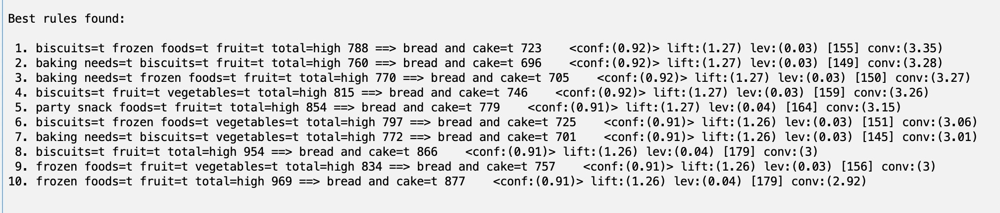 Best rules found:
1. biscuits=t frozen foods=t fruit=t total=high 788 ==> bread and cake=t 723    <conf:(0.92)> lift:(1.27) lev:(0.03) [155] conv:(3.35)
2. baking needs=t biscuits=t fruit=t total=high 760 ==> bread and cake=t 696    <conf:(0.92)> lift:(1.27) lev:(0.03) [149] conv:(3.28)
3. baking needs=t frozen foods=t fruit=t total=high 770 ==> bread and cake=t 705    <conf:(0.92)> lift:(1.27) lev:(0.03) [150] conv:(3.27)
4. biscuits=t fruit=t vegetables=t total=high 815 ==> bread and cake=t 746    <conf:(0.92)> lift:(1.27) lev:(0.03) [159] conv:(3.26)
5. party snack foods=t fruit=t total=high 854 ==> bread and cake=t 779    <conf:(0.91)> lift:(1.27) lev:(0.04) [164] conv:(3.15)
6. biscuits=t frozen foods=t vegetables=t total=high 797 ==> bread and cake=t 725    <conf:(0.91)> lift:(1.26) lev:(0.03) [151] conv:(3.06)
7. baking needs=t biscuits=t vegetables=t total=high 772 ==> bread and cake=t 701    <conf:(0.91)> lift:(1.26) lev:(0.03) [145] conv:(3.01)
8. biscuits=t fruit=t total=high 954 ==> bread and cake=t 866    <conf:(0.91)> lift:(1.26) lev:(0.04) [179] conv:(3)
9. frozen foods=t fruit=t vegetables=t total=high 834 ==> bread and cake=t 757    <conf:(0.91)> lift:(1.26) lev:(0.03) [156] conv:(3)
10. frozen foods=t fruit=t total=high 969 ==> bread and cake=t 877    <conf:(0.91)> lift:(1.26) lev:(0.04) [179] conv:(2.92)